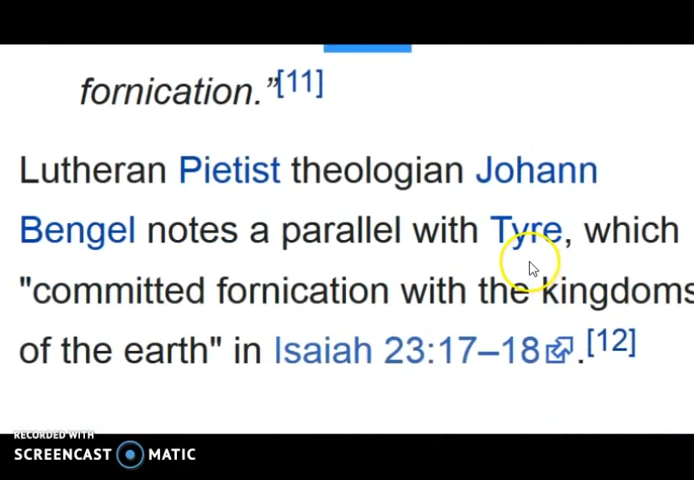 fornication."[11]
Lutheran Pietist theologian Johann
Bengel notes a parallel with Tyre, which
"committed fornication with the kingdoms
of the earth" in Isaiah 23:17–18.[12]
RECORDED WITH
SCREENCAST MATIC